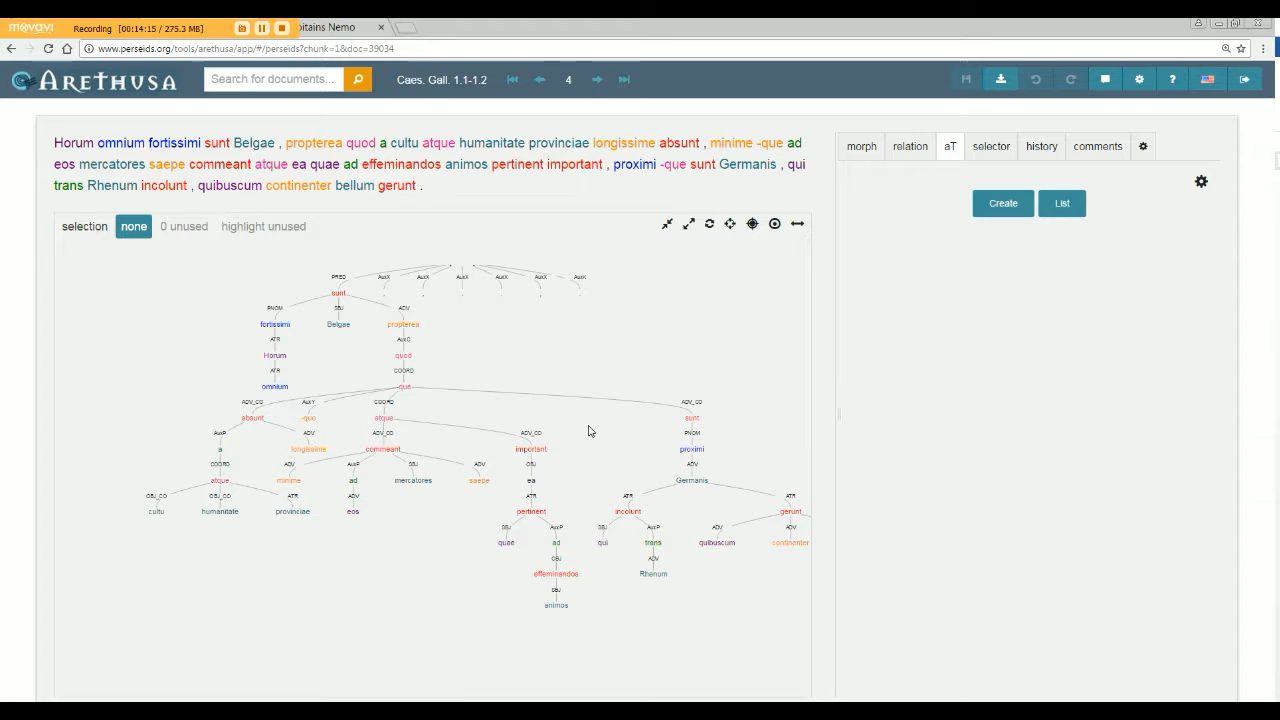 movavi Recording [ 00:14:15 / 275.3 MB ] pitains Nemo
www.perseids.org/tools/arethusa/app/#/perseids?chunk=1&doc=39034
ARETHUSA Search for documents... Caes. Gall. 1.1-1.2 4
Horum omnium fortissimi sunt Belgae , propterea quod a cultu atque humanitate provinciae longissime absunt , minime -que ad
eos mercatores saepe commeant atque ea quae ad effeminandos animos pertinent important , proximi -que sunt Germanis , qui
trans Rhenum incolunt , quibuscum continenter bellum gerunt .
morph relation aT selector history comments
Create List
selection none 0 unused highlight unused
PRED AuxX AuxX AuxX AuxX AuxX AuxK
sunt , , , , , .
PNOM SBJ ADV
fortissimi Belgae propterea
ATR AuxC
Horum quod
ATR COORD
omnium que
ADV_CO AuxY COORD ADV_CO
absunt -que atque sunt
AuxP ADV ADV_CO ADV_CO PNOM
a longissime commeant important proximi
COORD ADV AuxP SBJ ADV OBJ ADV
atque minime ad mercatores saepe ea Germanis
OBJ_CO OBJ_CO ATR ADV ATR ATR ATR
cultu humanitate provinciae eos pertinent incolunt gerunt
SBJ AuxP SBJ AuxP ADV ADV
quae ad qui trans quibuscum continenter
OBJ ADV
effeminandos Rhenum
SBJ
animos